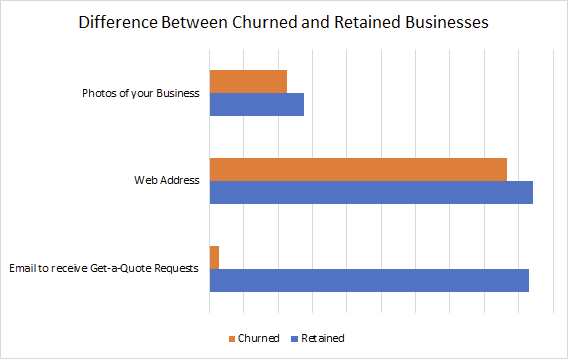 Difference Between Churned and Retained Businesses
Photos of your Business
Web Address
Email to receive Get-a-Quote Requests
Churned Retained